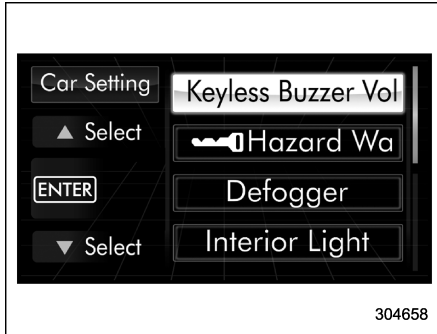 Car Setting
Keyless Buzzer Vol
▲ Select
Hazard Wa
ENTER
Defogger
▼ Select
Interior Light
304658